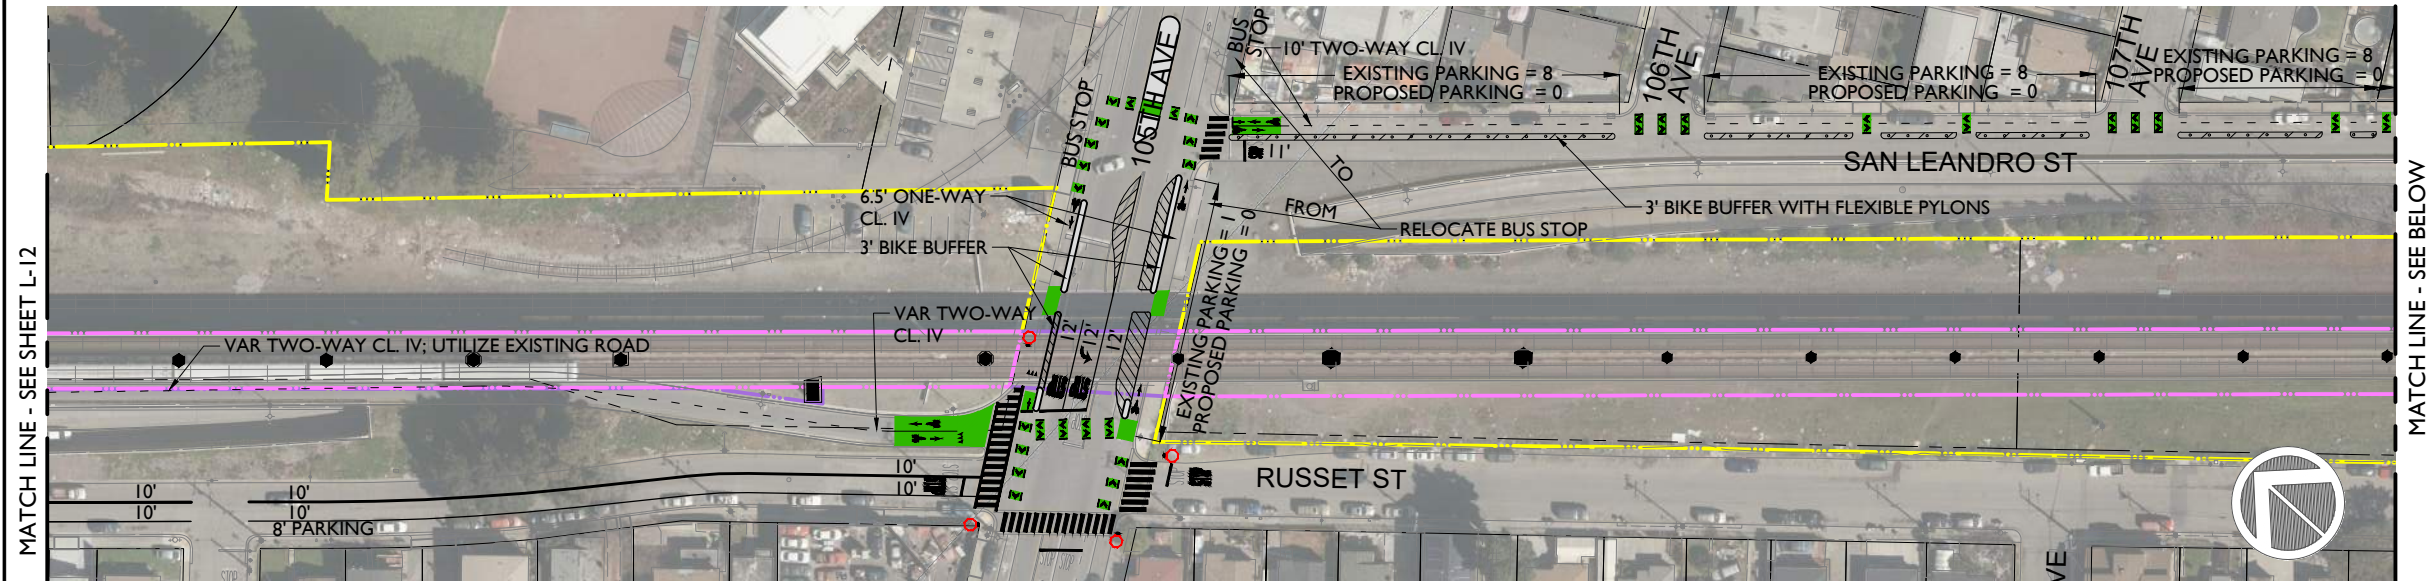 MATCH LINE - SEE SHEET L-12
BUS STOP
105TH AVE
BUS
STOP
10' TWO-WAY CL. IV
EXISTING PARKING = 8
PROPOSED PARKING = 0
106TH
AVE
EXISTING PARKING = 8
PROPOSED PARKING = 0
107TH
AVE
EXISTING PARKING = 8
PROPOSED PARKING = 0
11'
TO
FROM
SAN LEANDRO ST
6.5' ONE-WAY
CL. IV
3' BIKE BUFFER
3' BIKE BUFFER WITH FLEXIBLE PYLONS
RELOCATE BUS STOP
EXISTING PARKING = 1
PROPOSED PARKING = 0
VAR TWO-WAY
CL. IV
12'
12'
12'
VAR TWO-WAY CL. IV; UTILIZE EXISTING ROAD
10'
10'
10'
10'
10'
10'
8' PARKING
RUSSET ST
VE
MATCH LINE - SEE BELOW